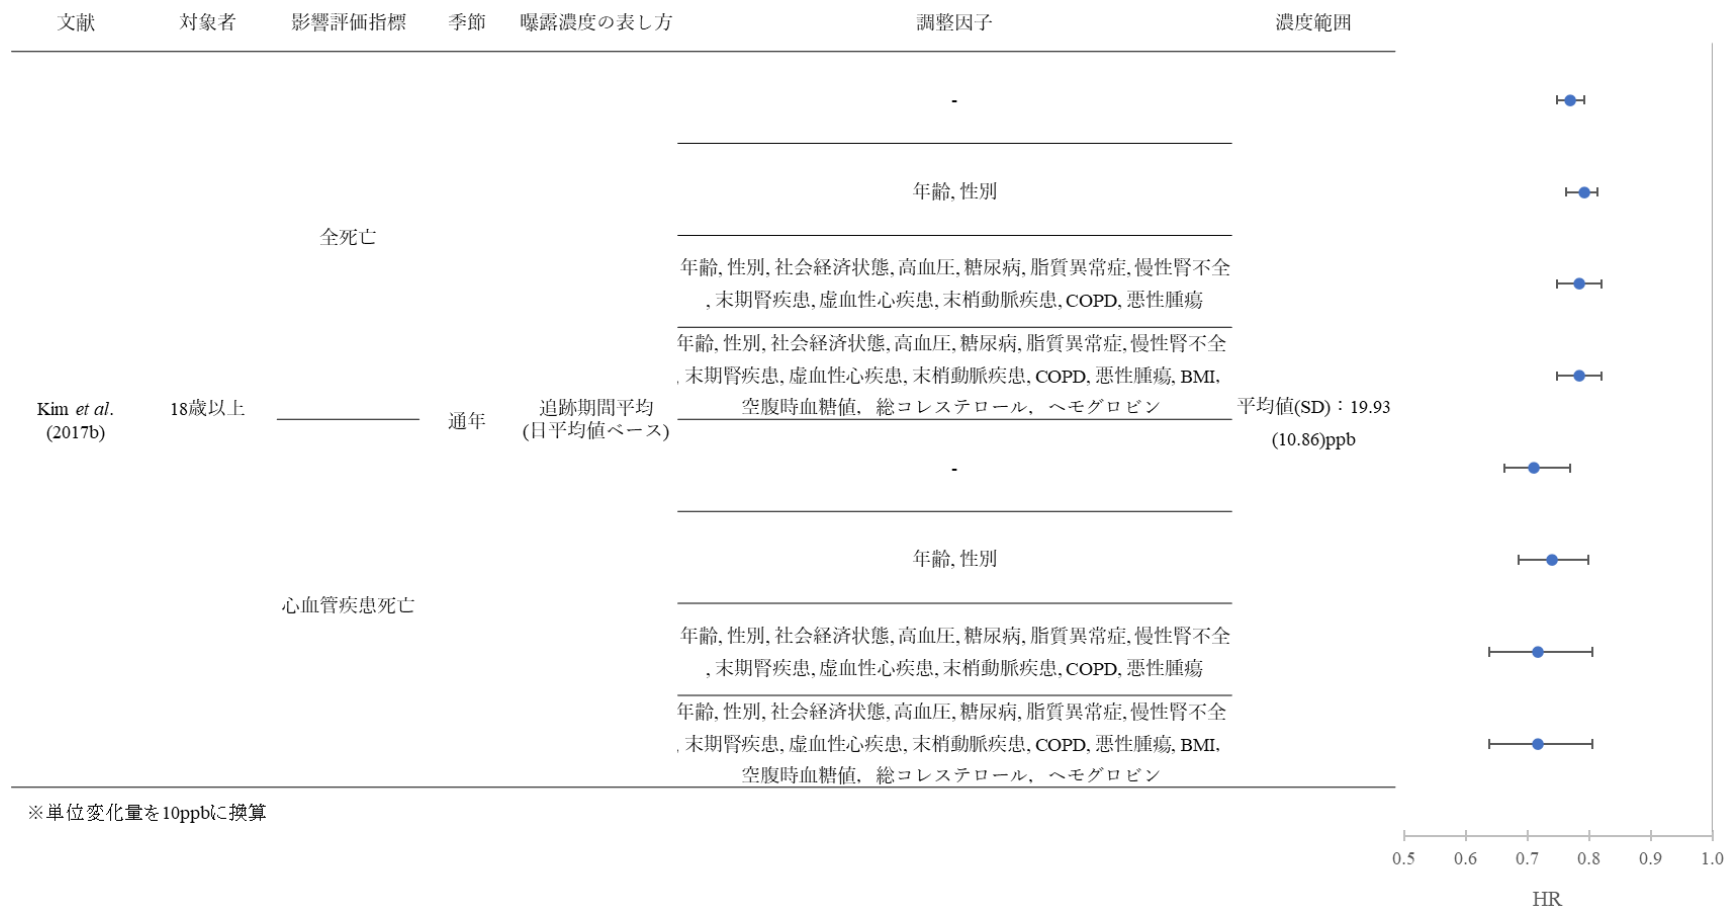 文献 対象者 影響評価指標 季節 曝露濃度の表し方 調整因子 濃度範囲
-
年齢, 性別
全死亡
年齢, 性別, 社会経済状態, 高血圧, 糖尿病, 脂質異常症, 慢性腎不全
, 末期腎疾患, 虚血性心疾患, 末梢動脈疾患, COPD, 悪性腫瘍
年齢, 性別, 社会経済状態, 高血圧, 糖尿病, 脂質異常症, 慢性腎不全
, 末期腎疾患, 虚血性心疾患, 末梢動脈疾患, COPD, 悪性腫瘍, BMI,
空腹時血糖値, 総コレステロール, ヘモグロビン
Kim et al.
(2017b)
18歳以上
通年
追跡期間平均
(日平均値ベース)
平均値(SD)：19.93
(10.86)ppb
-
年齢, 性別
心血管疾患死亡
年齢, 性別, 社会経済状態, 高血圧, 糖尿病, 脂質異常症, 慢性腎不全
, 末期腎疾患, 虚血性心疾患, 末梢動脈疾患, COPD, 悪性腫瘍
年齢, 性別, 社会経済状態, 高血圧, 糖尿病, 脂質異常症, 慢性腎不全
, 末期腎疾患, 虚血性心疾患, 末梢動脈疾患, COPD, 悪性腫瘍, BMI,
空腹時血糖値, 総コレステロール, ヘモグロビン
※単位変化量を10ppbに換算
0.5 0.6 0.7 0.8 0.9 1.0
HR